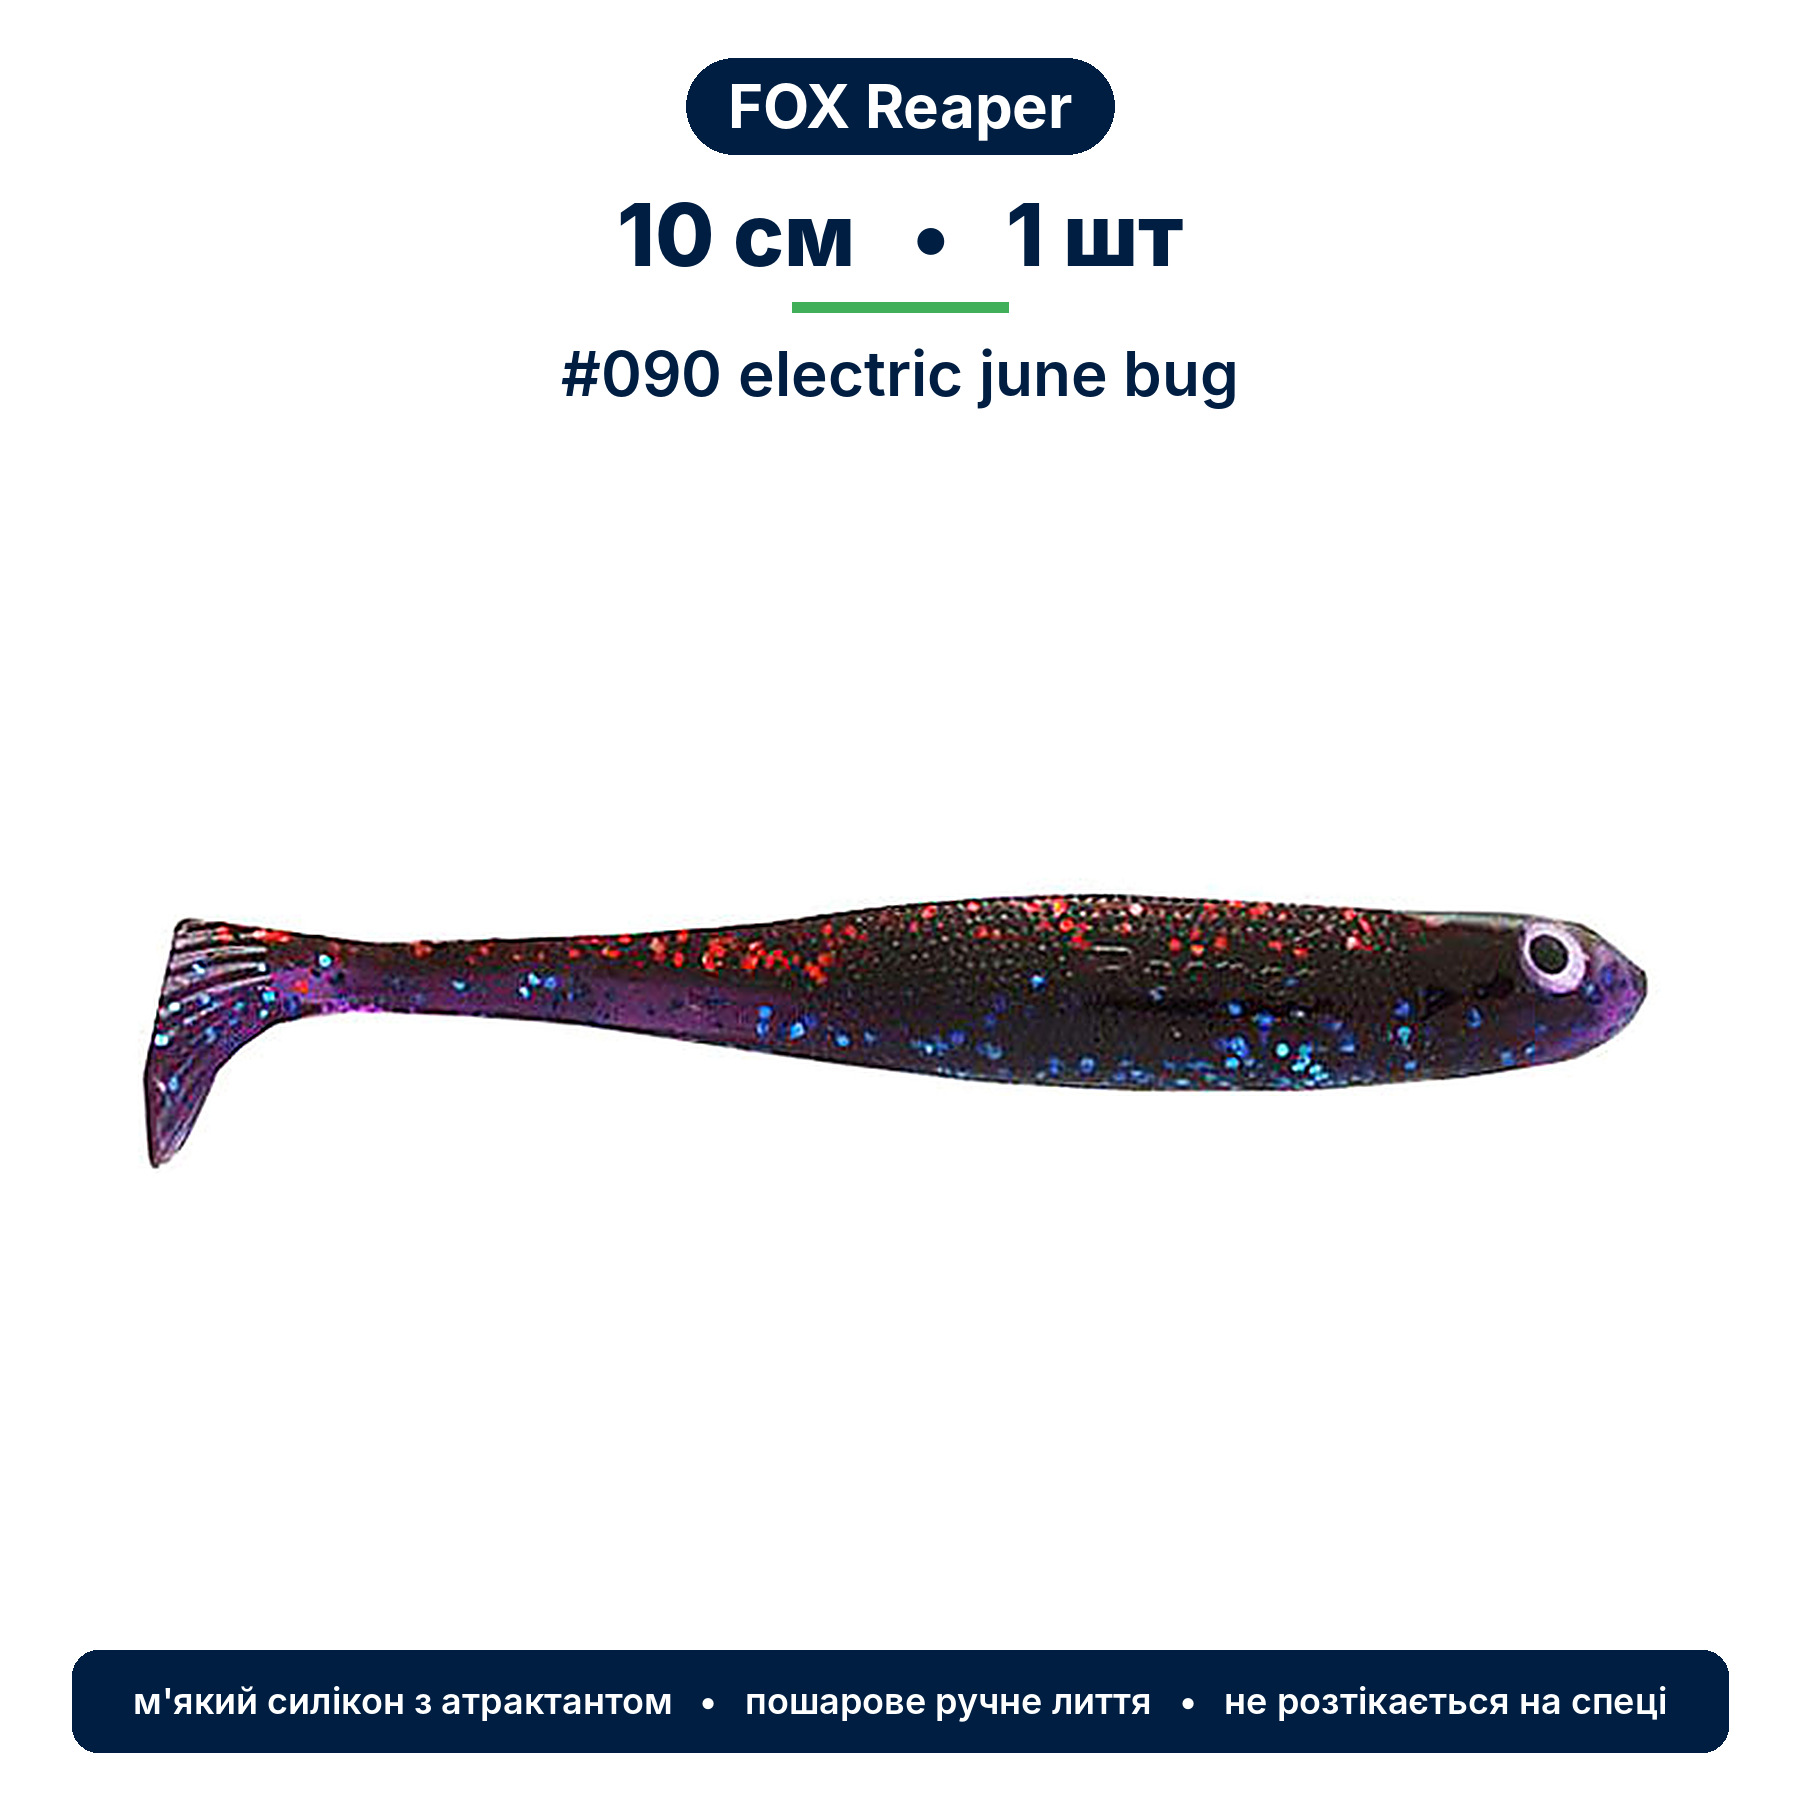 FOX Reaper
10 см • 1 шт
#090 electric june bug
м'який силікон з атрактантом • пошарове ручне лиття • не розтікається на спеці